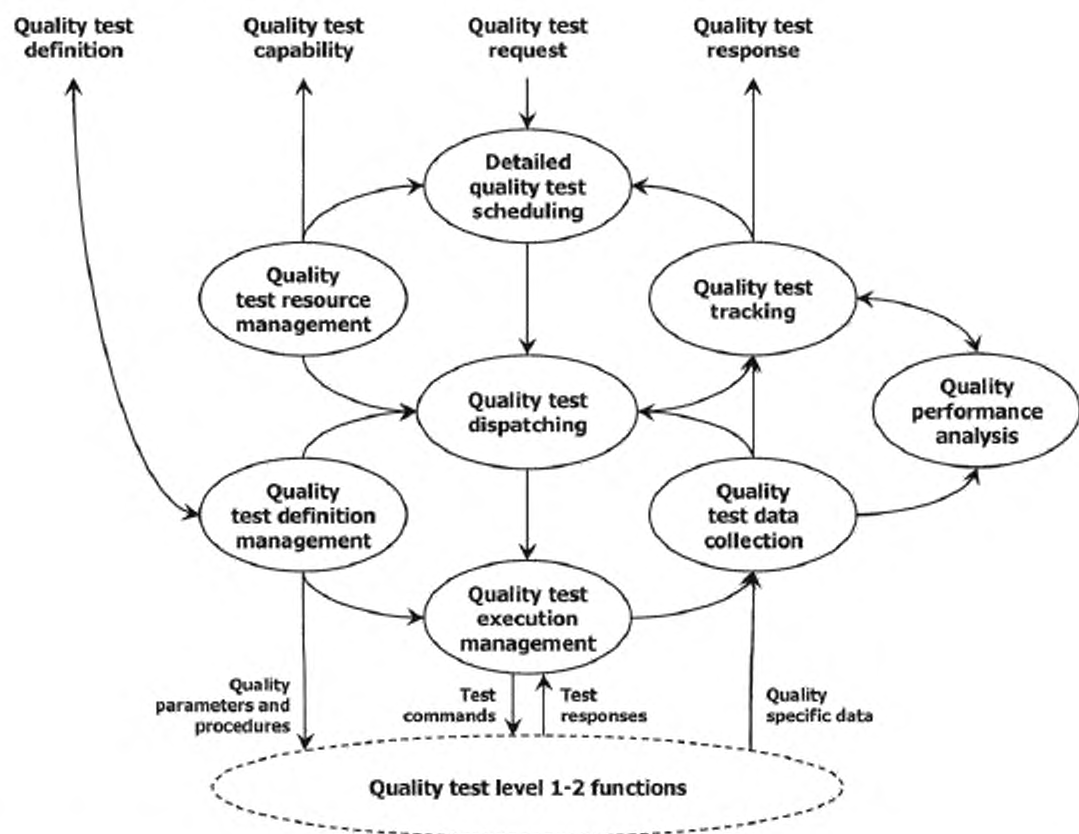 Quality test
definition
Quality test
capability
Quality test
request
Quality test
response
Detailed
quality test
scheduling
Quality
test resource
management
Quality test
tracking
Quality test
dispatching
Quality
performance
analysis
Quality
test definition
management
Quality
test data
collection
Quality test
execution
management
Quality
parameters and
procedures
Test
commands
Test
responses
Quality
specific data
Quality test level 1-2 functions